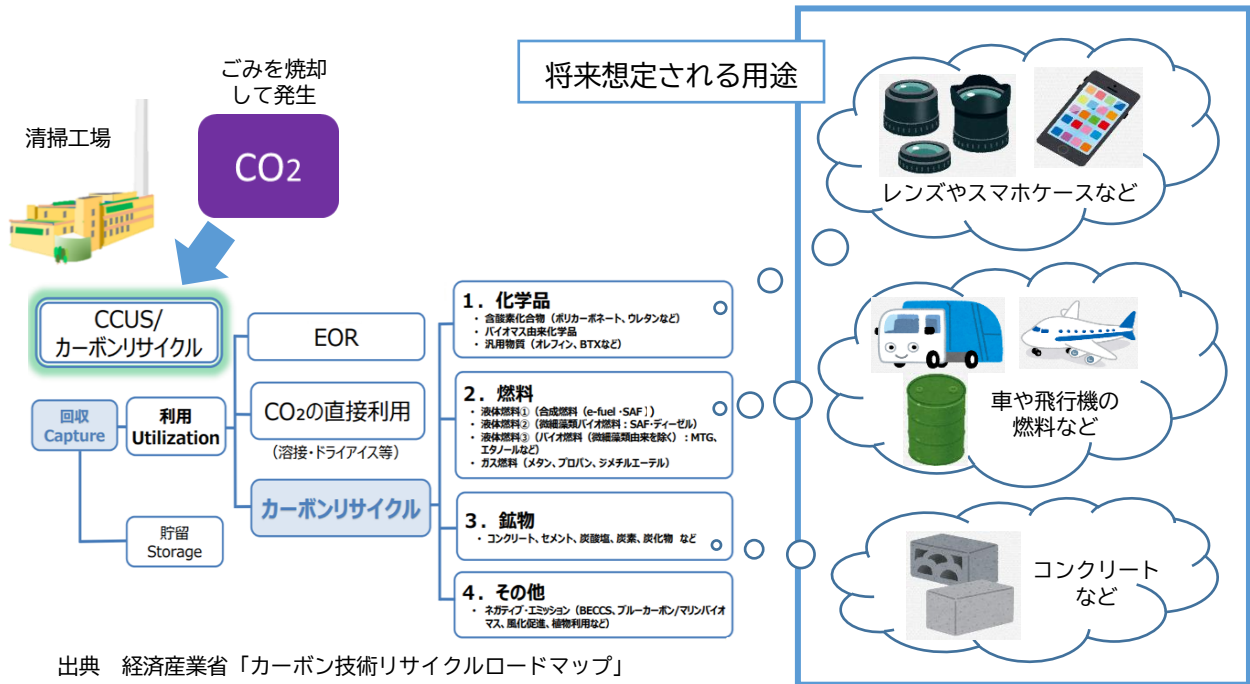 ごみを焼却
して発生
清掃工場
CO2
将来想定される用途
レンズやスマホケースなど
CCUS/
カーボンリサイクル
回収
Capture
利用
Utilization
貯留
Storage
EOR
CO2の直接利用
(溶接・ドライアイス等)
カーボンリサイクル
1. 化学品
・ 含酸素化合物（ポリカーボネート、ウレタンなど）
・ バイオマス由来化学品
・ 汎用物質（オレフィン、BTXなど）
2. 燃料
・ 液体燃料①（合成燃料（e-fuel・SAF））
・ 液体燃料②（微細藻類バイオ燃料：SAF・ディーゼル）
・ 液体燃料③（バイオ燃料（微細藻類由来を除く）：MTG、
エタノールなど）
・ ガス燃料（メタン、プロパン、ジメチルエーテル）
3. 鉱物
・ コンクリート、セメント、炭酸塩、炭素、炭化物 など
4. その他
・ ネガティブ・エミッション（BECCS、ブルーカーボン/マリンバイオ
マス、風化促進、植物利用など）
車や飛行機の
燃料など
コンクリート
など
出典　経済産業省「カーボン技術リサイクルロードマップ」